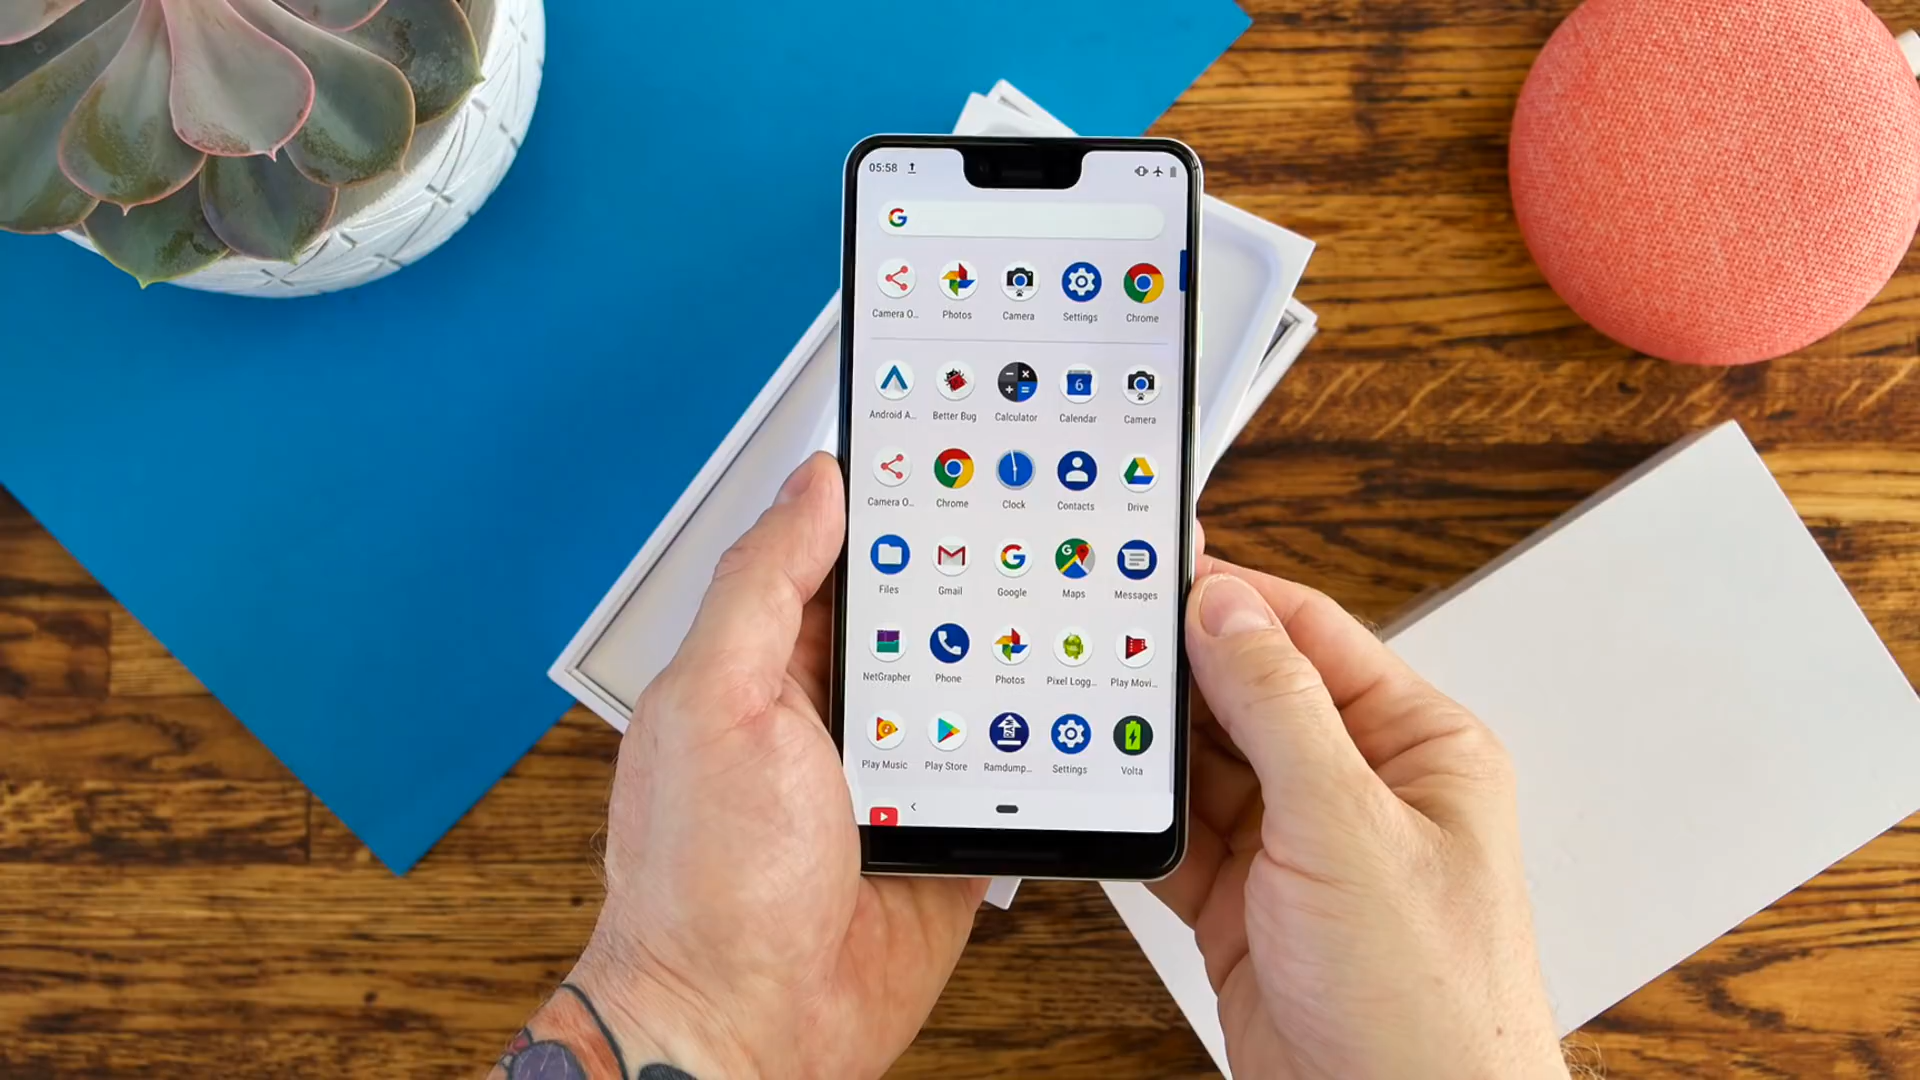 05:58
G
Camera O...
Photos
Camera
Settings
Chrome
6
Android A...
Better Bug
Calculator
Calendar
Camera
Camera O...
Chrome
Clock
Contacts
Drive
G
G
Files
Gmail
Google
Maps
Messages
NetGrapher
Phone
Photos
Pixel Logg...
Play Movi...
RAM
Play Music
Play Store
Ramdump...
Settings
Volta